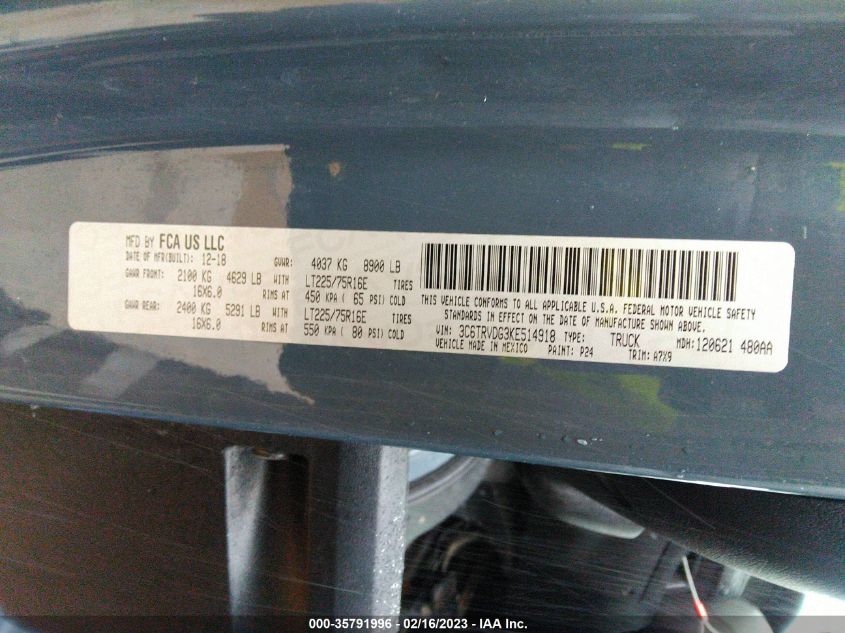 MFD BY FCA US LLC
DATE OF MFR(BUILT): 12-18 GVWR: 4037 KG 8900 LB
GAWR FRONT: 2100 KG 4629 LB WITH LT225/75R16E TIRES
16X6.0 RIMS AT 450 KPA ( 65 PSI) COLD
GAWR REAR: 2400 KG 5291 LB WITH LT225/75R16E TIRES
16X6.0 RIMS AT 550 KPA ( 80 PSI) COLD
THIS VEHICLE CONFORMS TO ALL APPLICABLE U.S.A. FEDERAL MOTOR VEHICLE SAFETY
STANDARDS IN EFFECT ON THE DATE OF MANUFACTURE SHOWN ABOVE.
VIN: 3C6TRVDG3KE514918 TYPE: TRUCK MDH: 120621 480AA
VEHICLE MADE IN MEXICO PAINT: P24 TRIM: A7X9
000-35791996 - 02/16/2023 - IAA Inc.